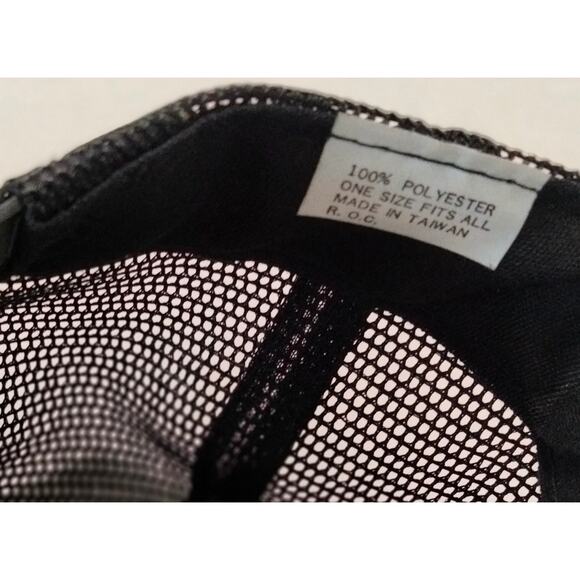 100% POLYESTER
ONE SIZE FITS ALL
MADE IN TAIWAN
R.O.C.